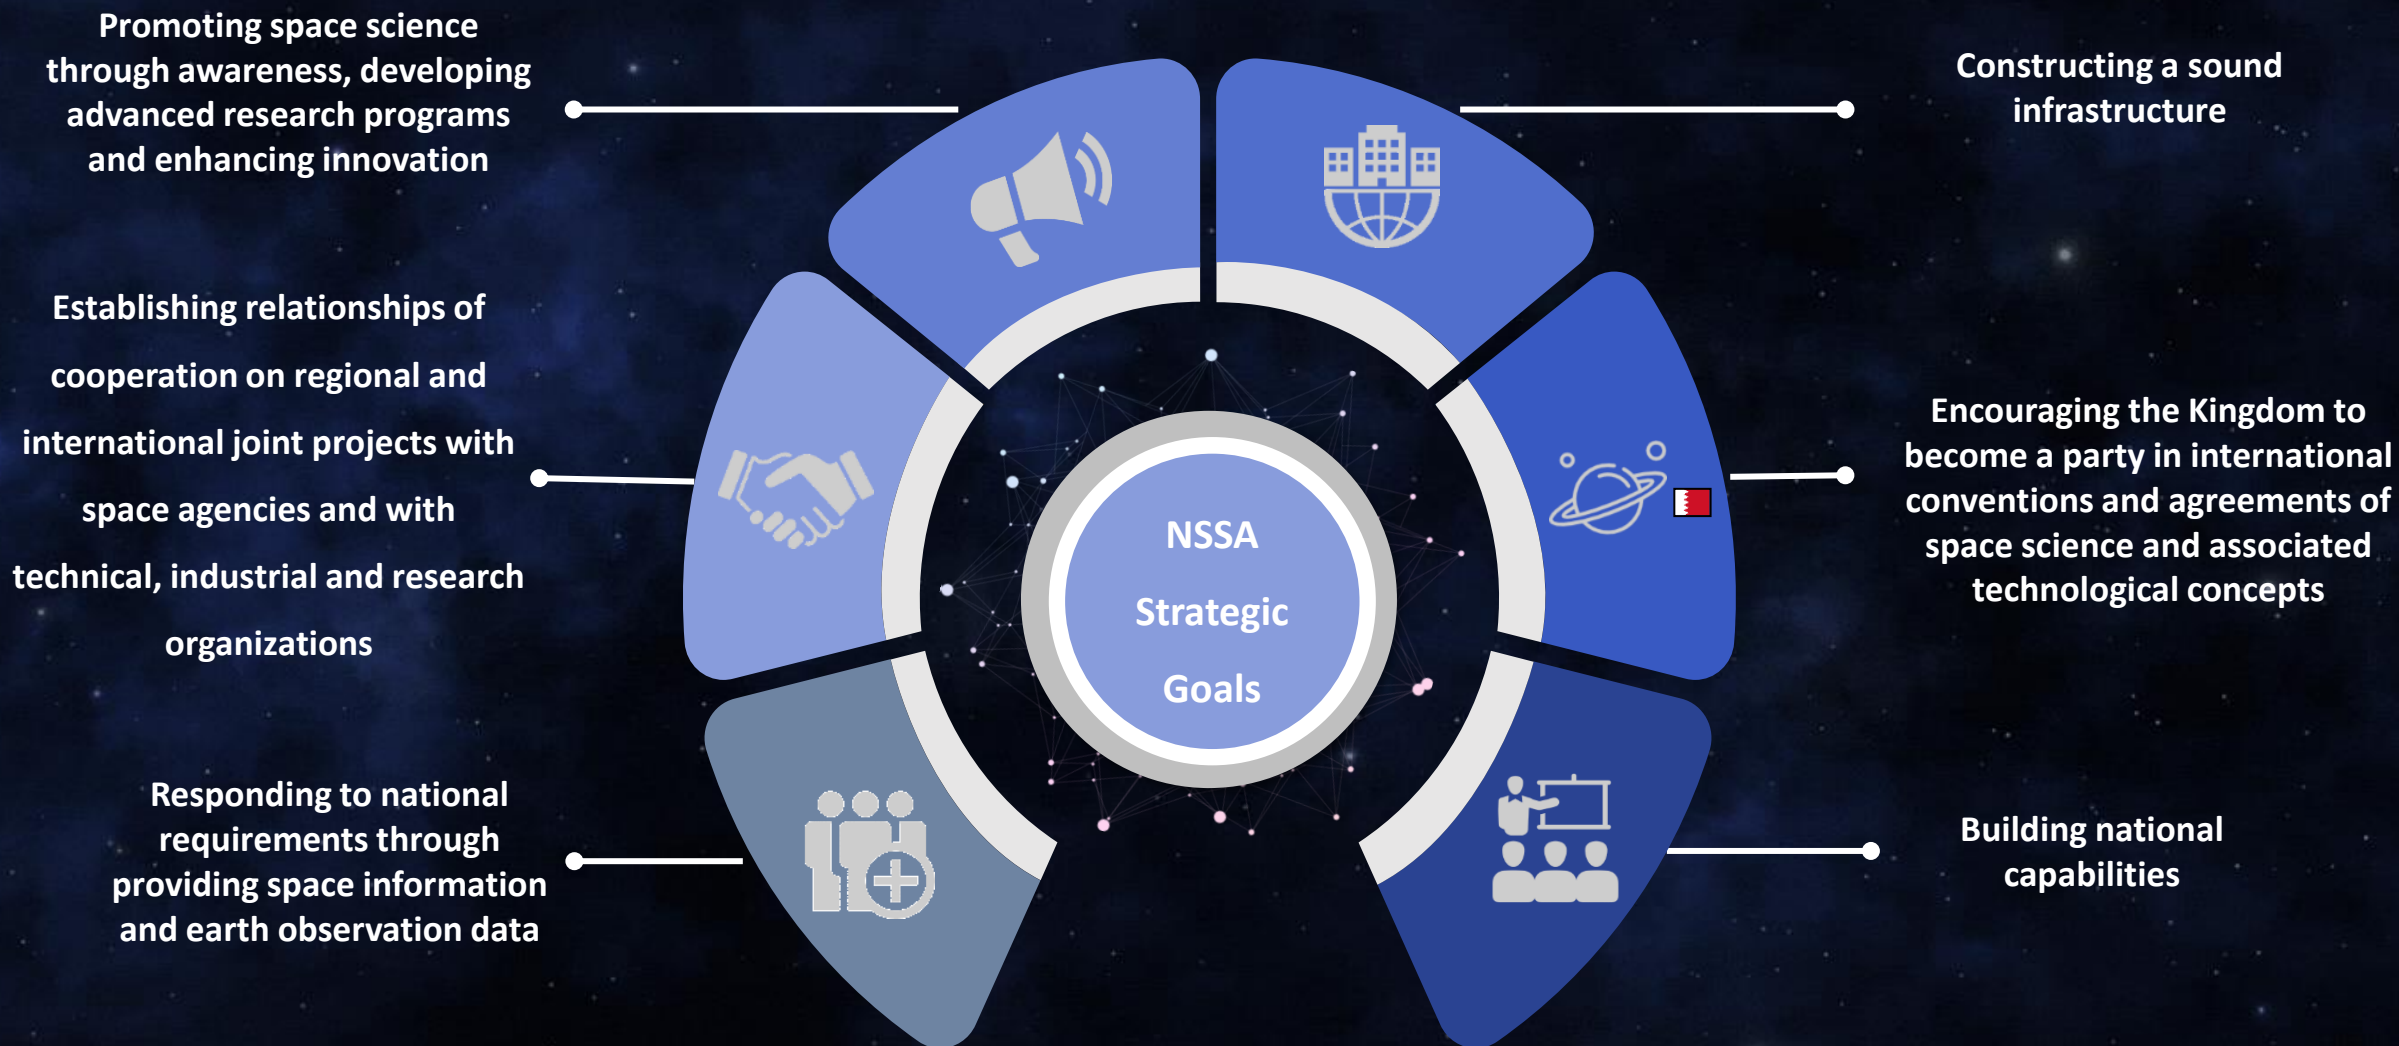 Promoting space science
through awareness, developing
advanced research programs
and enhancing innovation
Establishing relationships of
cooperation on regional and
international joint projects with
space agencies and with
technical, industrial and research
organizations
Responding to national
requirements through
providing space information
and earth observation data
NSSA
Strategic
Goals
Constructing a sound
infrastructure
Encouraging the Kingdom to
become a party in international
conventions and agreements of
space science and associated
technological concepts
Building national
capabilities